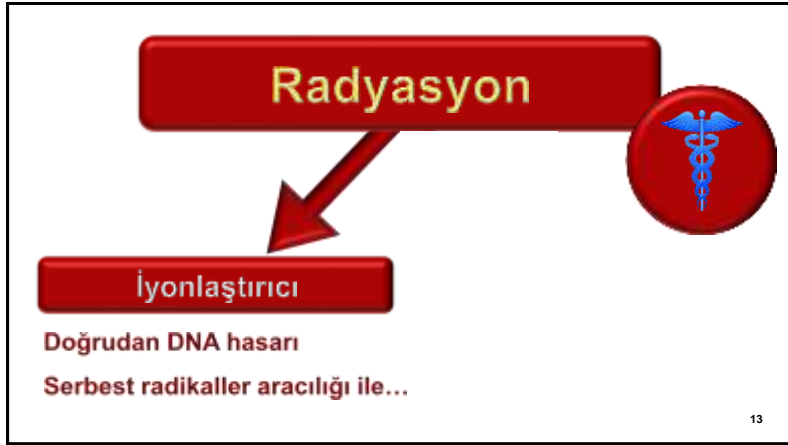 Radyasyon
İyonlaştırıcı
Doğrudan DNA hasarı
Serbest radikaller aracılığı ile…
13